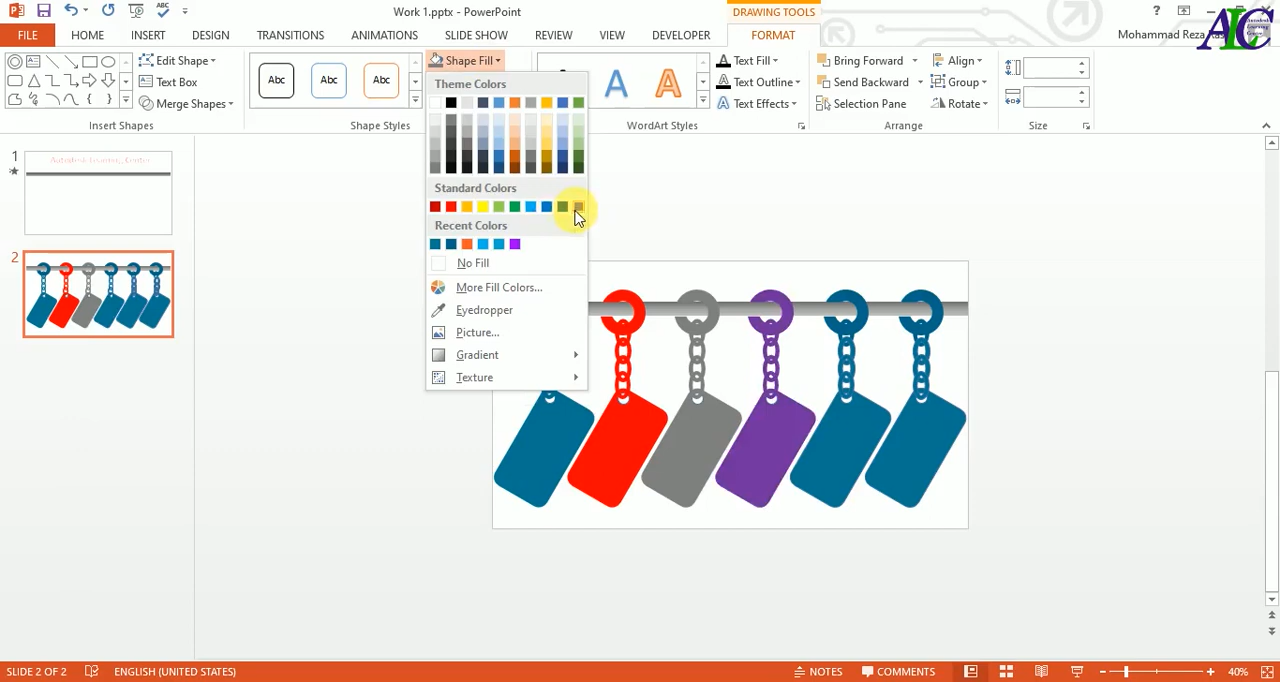 Work 1.pptx - PowerPoint
DRAWING TOOLS
?
FILE
HOME
INSERT
DESIGN
TRANSITIONS
ANIMATIONS
SLIDE SHOW
REVIEW
VIEW
DEVELOPER
FORMAT
Mohammad Reza
ALC
Edit Shape
Text Box
Merge Shapes
Insert Shapes
Abc
Abc
Abc
Shape Styles
Shape Fill
A
A
WordArt Styles
Text Fill
Text Outline
Text Effects
Bring Forward
Send Backward
Selection Pane
Align
Group
Rotate
Arrange
Size
Theme Colors
Standard Colors
Recent Colors
No Fill
More Fill Colors...
Eyedropper
Picture...
Gradient
Texture
1
Autodesk Learning Center
2
SLIDE 2 OF 2
ENGLISH (UNITED STATES)
NOTES
COMMENTS
40%